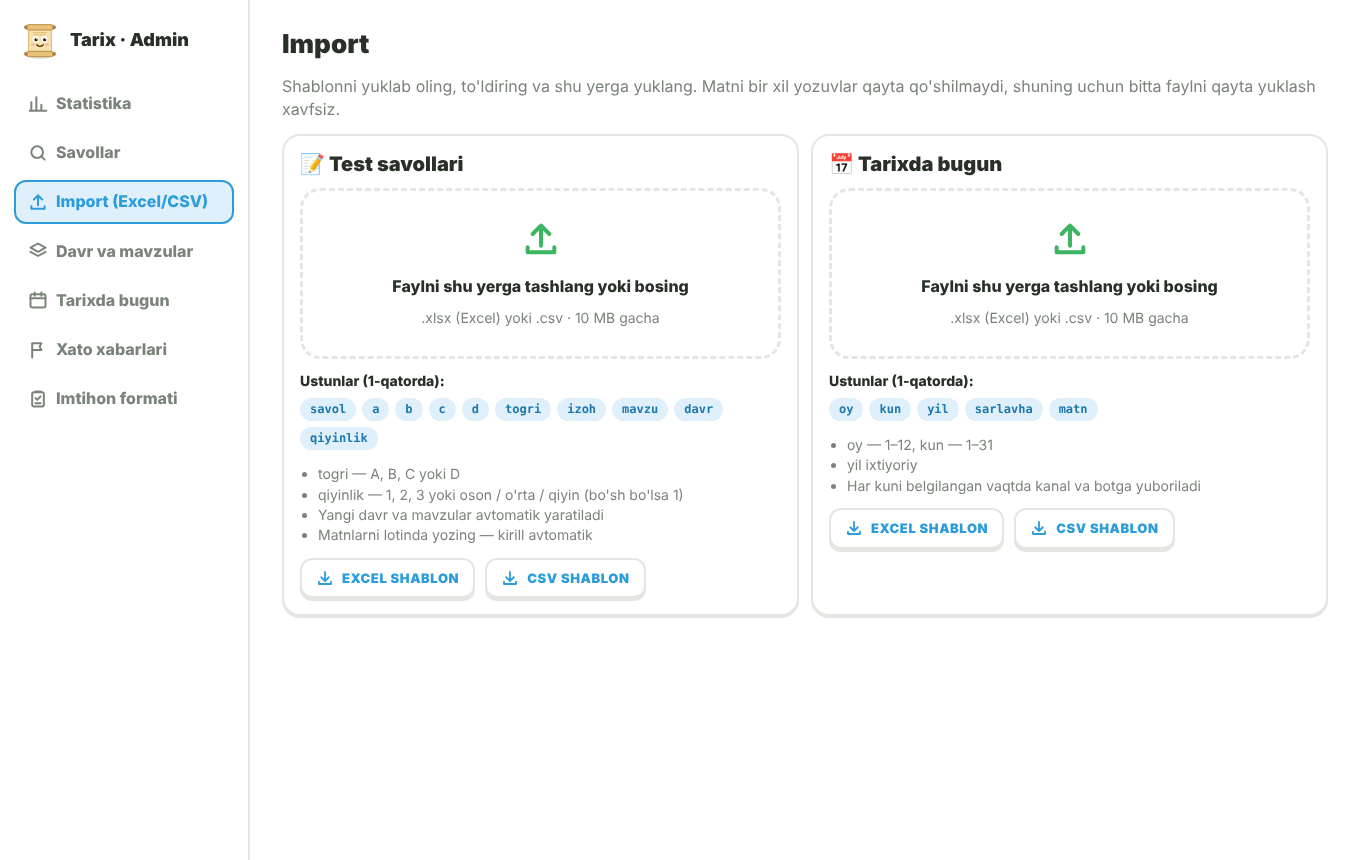 Tarix · Admin
Statistika
Savollar
Import (Excel/CSV)
Davr va mavzular
Tarixda bugun
Xato xabarlari
Imtihon formati
Import
Shablonni yuklab oling, to'ldiring va shu yerga yuklang. Matni bir xil yozuvlar qayta qo'shilmaydi, shuning uchun bitta faylni qayta yuklash
xavfsiz.
Test savollari
Faylni shu yerga tashlang yoki bosing
.xlsx (Excel) yoki .csv · 10 MB gacha
Ustunlar (1-qatorda):
savol a b c d togri izoh mavzu davr
qiyinlik
• togri — A, B, C yoki D
• qiyinlik — 1, 2, 3 yoki oson / o'rta / qiyin (bo'sh bo'lsa 1)
• Yangi davr va mavzular avtomatik yaratiladi
• Matnlarni lotinda yozing — kirill avtomatik
EXCEL SHABLON CSV SHABLON
Tarixda bugun
Faylni shu yerga tashlang yoki bosing
.xlsx (Excel) yoki .csv · 10 MB gacha
Ustunlar (1-qatorda):
oy kun yil sarlavha matn
• oy — 1–12, kun — 1–31
• yil ixtiyoriy
• Har kuni belgilangan vaqtda kanal va botga yuboriladi
EXCEL SHABLON CSV SHABLON